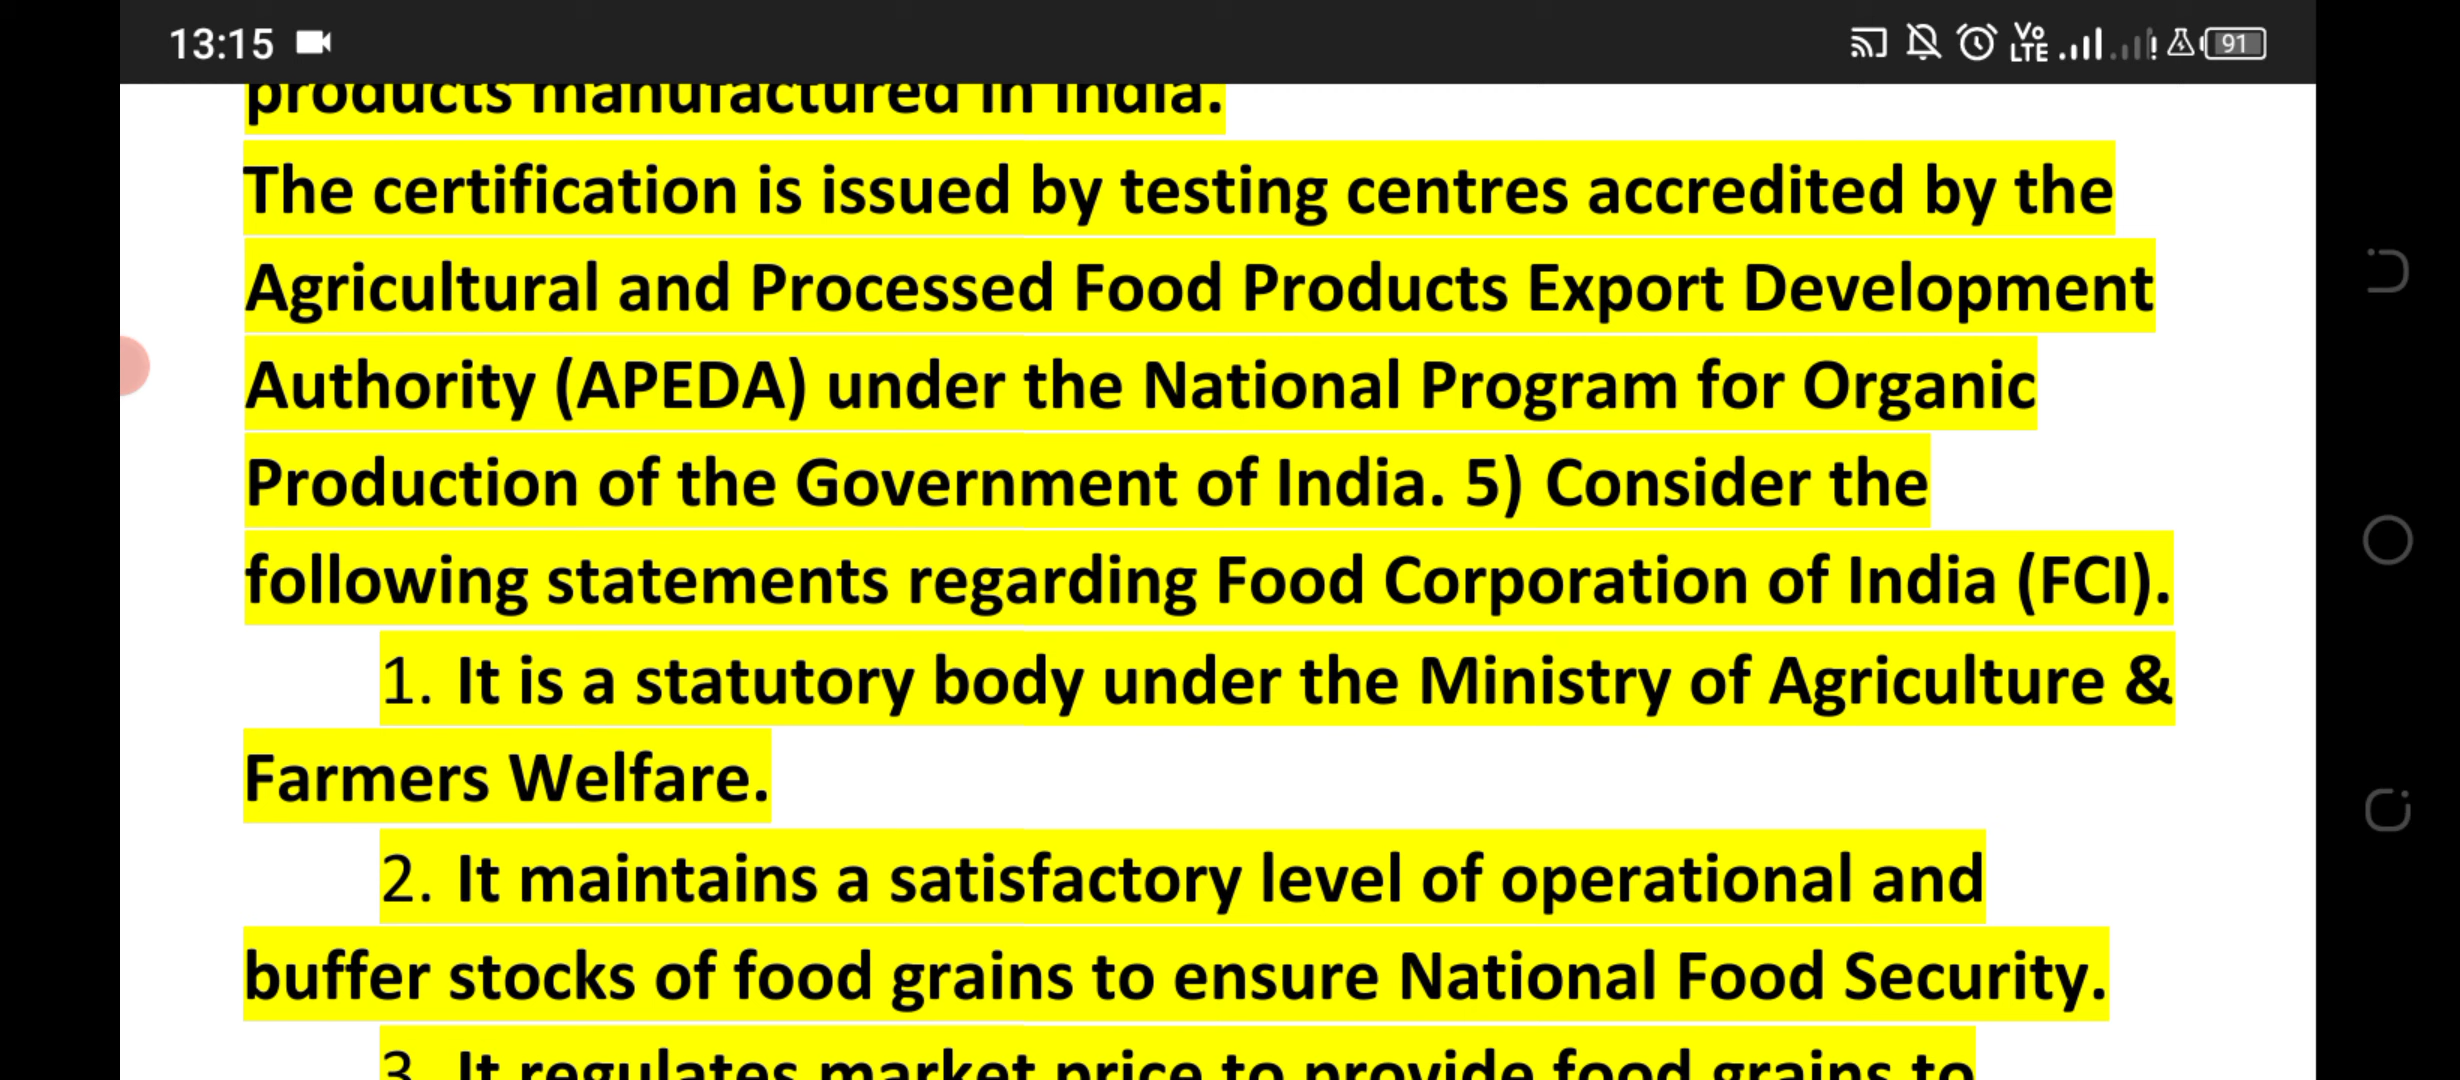 13:15
Vo LTE
91
products manufactured in India.
The certification is issued by testing centres accredited by the
Agricultural and Processed Food Products Export Development
Authority (APEDA) under the National Program for Organic
Production of the Government of India. 5) Consider the
following statements regarding Food Corporation of India (FCI).
1. It is a statutory body under the Ministry of Agriculture &
Farmers Welfare.
2. It maintains a satisfactory level of operational and
buffer stocks of food grains to ensure National Food Security.
3. It regulates market price to provide food grains to